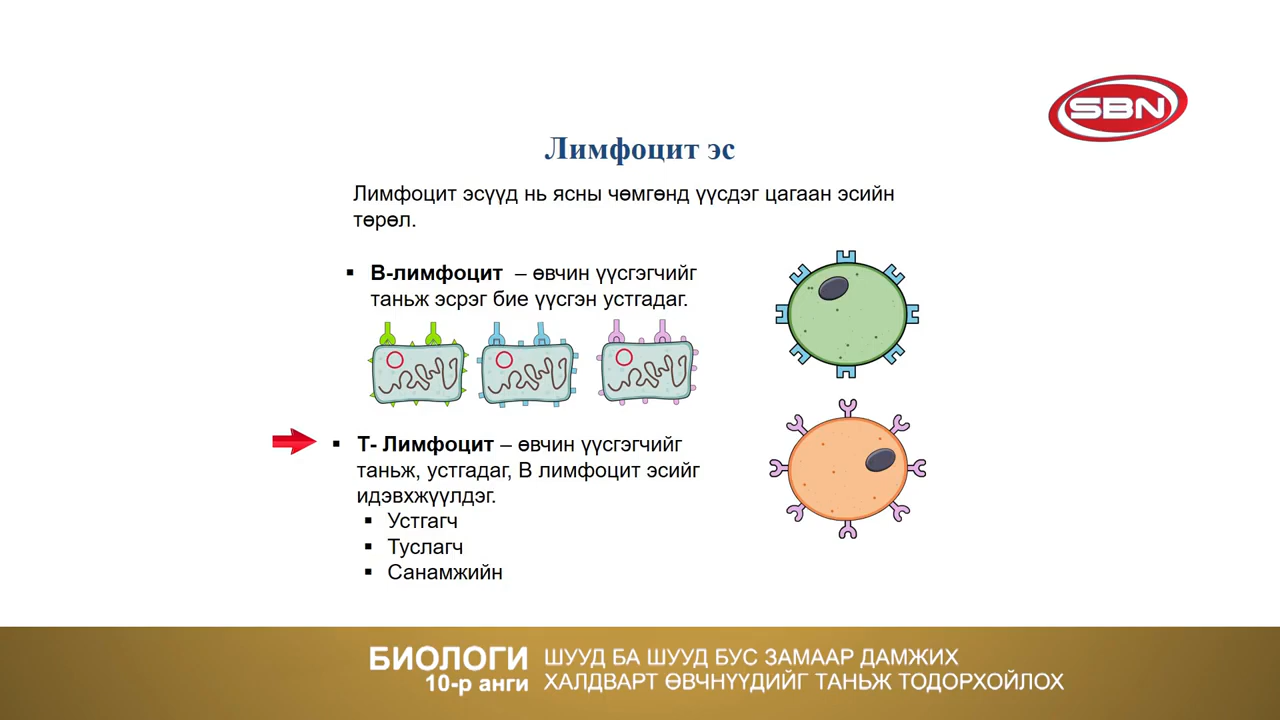 SBN
Лимфоцит эс
Лимфоцит эсүүд нь ясны чөмгөнд үүсдэг цагаан эсийн
төрөл.
▪ В-лимфоцит – өвчин үүсгэгчийг
таньж эсрэг бие үүсгэн устгадаг.
▪ Т- Лимфоцит – өвчин үүсгэгчийг
таньж, устгадаг, В лимфоцит эсийг
идэвхжүүлдэг.
▪ Устгагч
▪ Туслагч
▪ Санамжийн
БИОЛОГИ
10-р анги
ШУУД БА ШУУД БУС ЗАМААР ДАМЖИХ
ХАЛДВАРТ ӨВЧНҮҮДИЙГ ТАНЬЖ ТОДОРХОЙЛОХ